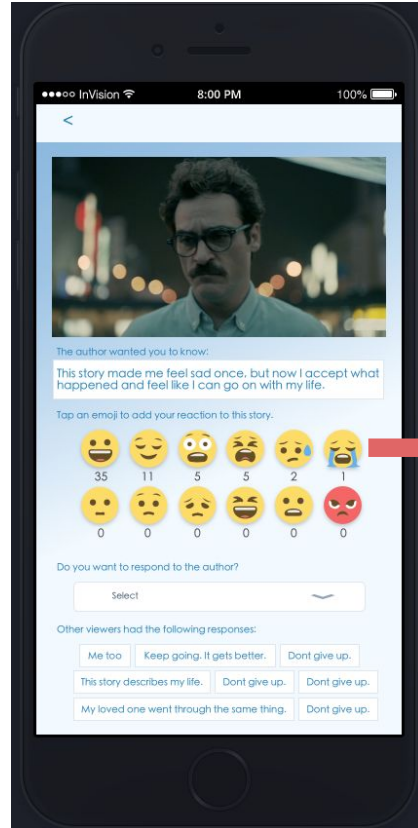 ●●●○○ InVision 8:00 PM 100%
<
The author wanted you to know:
This story made me feel sad once, but now I accept what
happened and feel like I can go on with my life.
Tap an emoji to add your reaction to this story.
35 11 5 5 2 1
0 0 0 0 0 0
Do you want to respond to the author?
Select
Other viewers had the following responses:
Me too Keep going. It gets better. Dont give up.
This story describes my life. Dont give up. Dont give up.
My loved one went through the same thing. Dont give up.